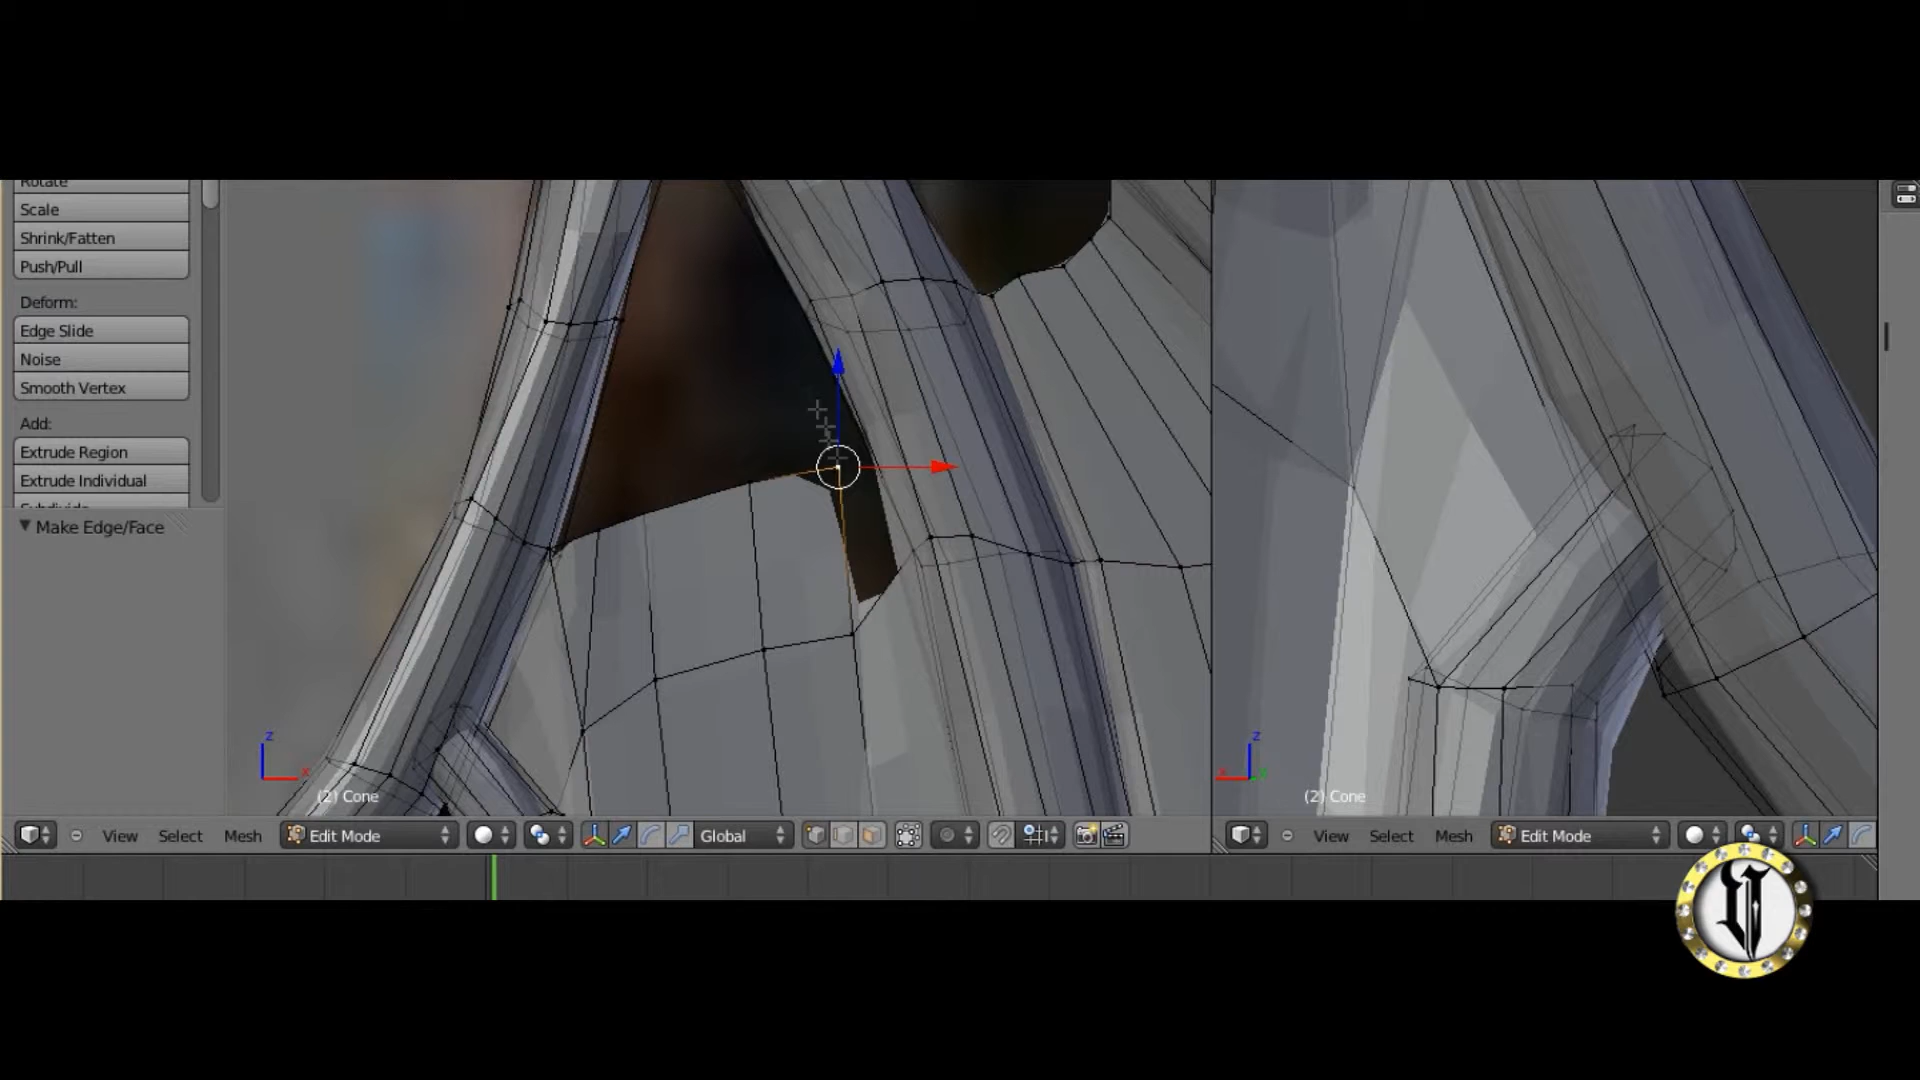 Rotate
Scale
Shrink/Fatten
Push/Pull
Deform:
Edge Slide
Noise
Smooth Vertex
Add:
Extrude Region
Extrude Individual
Subdivide
Make Edge/Face
z
x
(2) Cone
z
x
(2) Cone
View Select Mesh Edit Mode Global
View Select Mesh Edit Mode